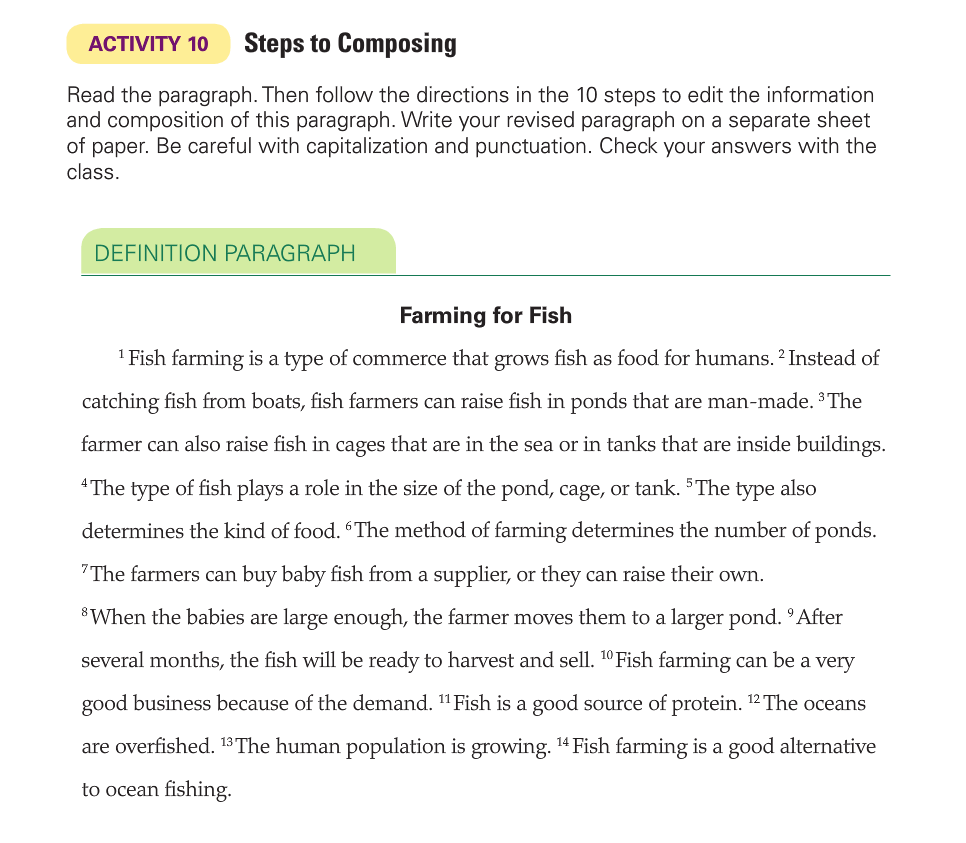 ACTIVITY 10 Steps to Composing
Read the paragraph. Then follow the directions in the 10 steps to edit the information
and composition of this paragraph. Write your revised paragraph on a separate sheet
of paper. Be careful with capitalization and punctuation. Check your answers with the
class.
DEFINITION PARAGRAPH
Farming for Fish
1 Fish farming is a type of commerce that grows fish as food for humans. 2 Instead of
catching fish from boats, fish farmers can raise fish in ponds that are man-made. 3 The
farmer can also raise fish in cages that are in the sea or in tanks that are inside buildings.
4 The type of fish plays a role in the size of the pond, cage, or tank. 5 The type also
determines the kind of food. 6 The method of farming determines the number of ponds.
7 The farmers can buy baby fish from a supplier, or they can raise their own.
8 When the babies are large enough, the farmer moves them to a larger pond. 9 After
several months, the fish will be ready to harvest and sell. 10 Fish farming can be a very
good business because of the demand. 11 Fish is a good source of protein. 12 The oceans
are overfished. 13 The human population is growing. 14 Fish farming is a good alternative
to ocean fishing.